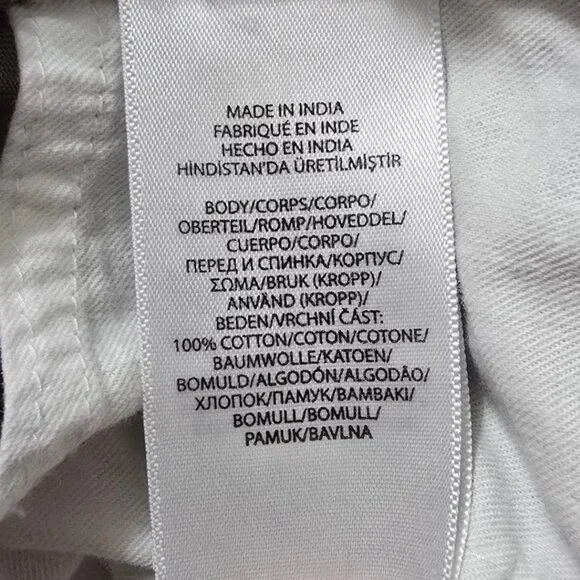 MADE IN INDIA
FABRIQUÉ EN INDE
HECHO EN INDIA
HİNDİSTAN'DA ÜRETİLMİŞTİR
BODY/CORPS/CORPO/
OBERTEIL/ROMP/HOVEDDEL/
CUERPO/CORPO/
ПЕРЕД И СПИНКА/КОРПУС/
ΣΩΜΑ/BRUK (KROPP)/
ANVÄND (KROPP)/
BEDEN/VRCHNÍ ČÁST:
100% COTTON/COTON/COTONE/
BAUMWOLLE/KATOEN/
BOMULD/ALGODÓN/ALGODÃO/
ХЛОПОК/ПАМУК/ΒΑΜΒΑΚΙ/
BOMULL/BOMULL/
PAMUK/BAVLNA